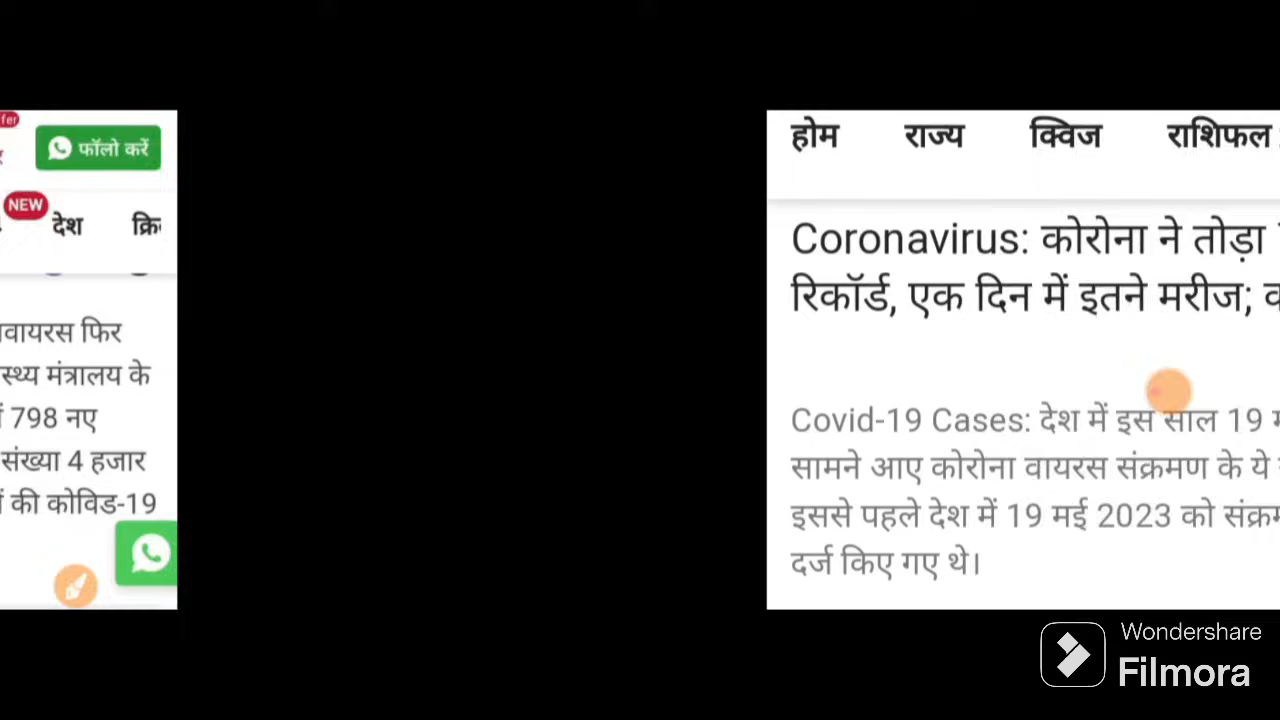 fer
फॉलो करें
NEW
देश
वायरस फिर
स्थ्य मंत्रालय के
798 नए
संख्या 4 हजार
की कोविड-19
होम राज्य क्विज राशिफल
Coronavirus: कोरोना ने तोड़ा
रिकॉर्ड, एक दिन में इतने मरीज;
Covid-19 Cases: देश में इस साल 19
सामने आए कोरोना वायरस संक्रमण के ये
इससे पहले देश में 19 मई 2023 को
दर्ज किए गए थे।
Wondershare
Filmora